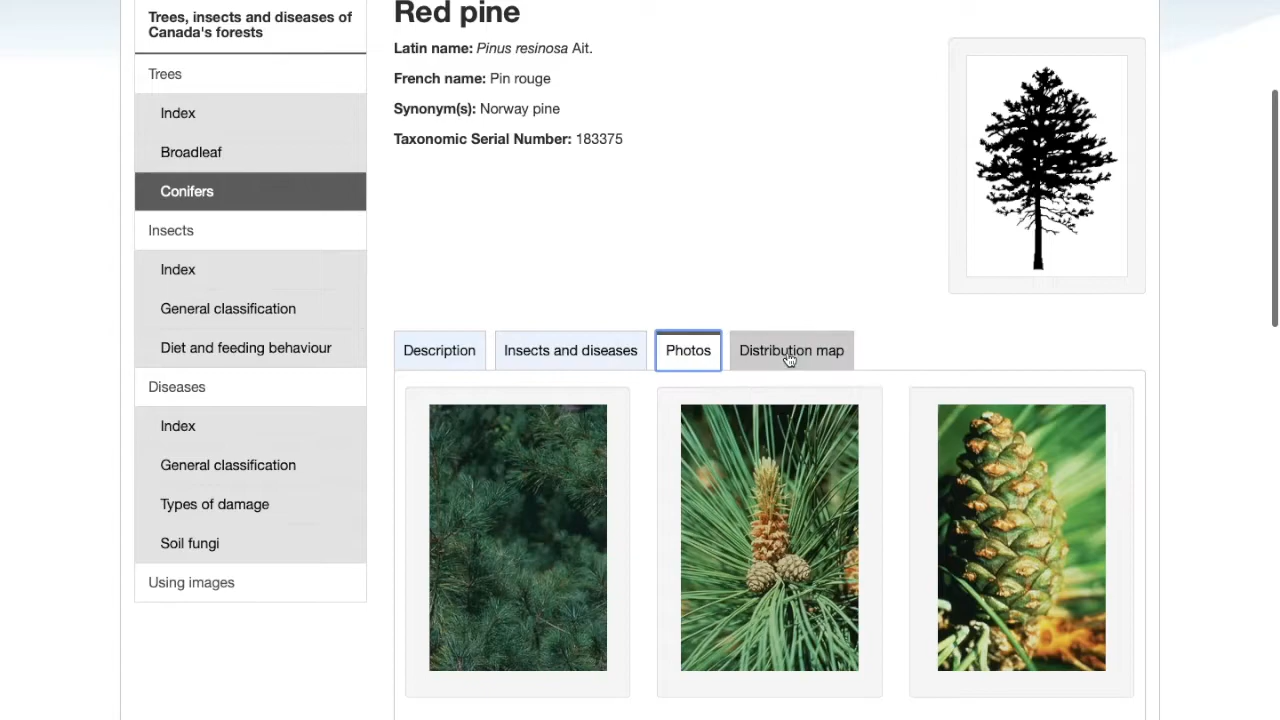 Trees, insects and diseases of
Canada's forests
Trees
Index
Broadleaf
Conifers
Insects
Index
General classification
Diet and feeding behaviour
Diseases
Index
General classification
Types of damage
Soil fungi
Using images
Red pine
Latin name: Pinus resinosa Ait.
French name: Pin rouge
Synonym(s): Norway pine
Taxonomic Serial Number: 183375
Description
Insects and diseases
Photos
Distribution map